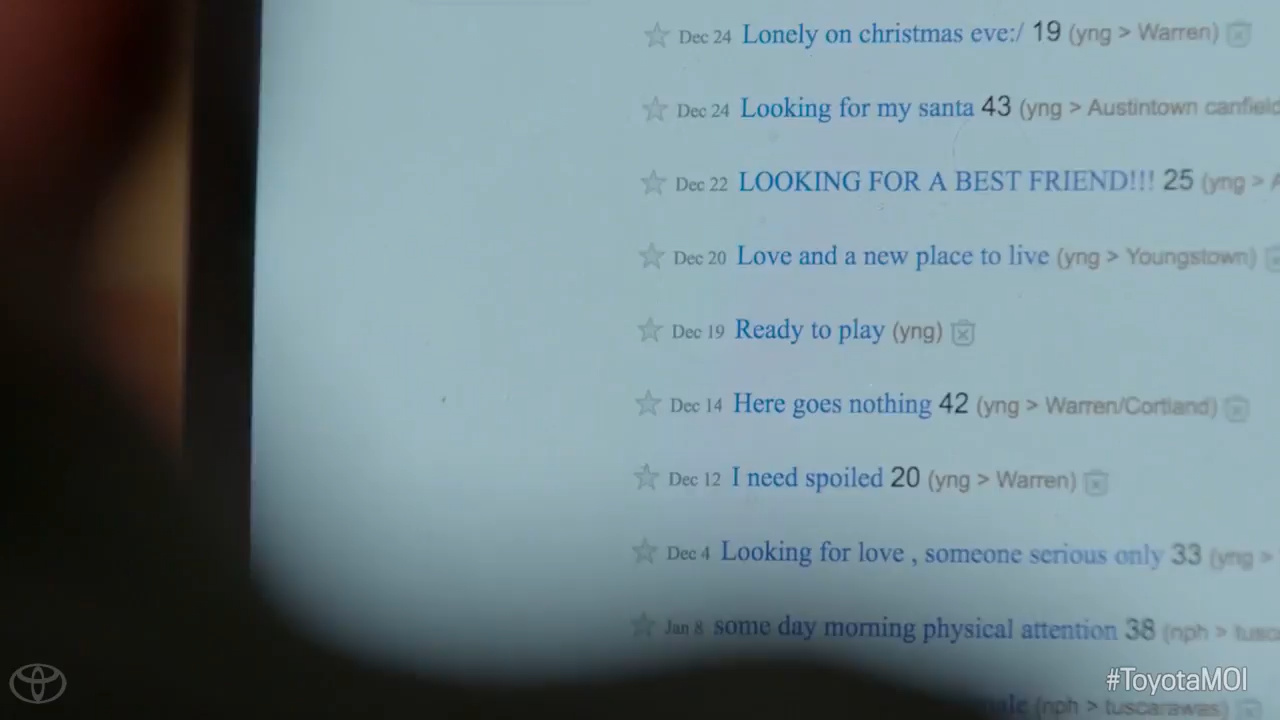 Dec 24 Lonely on christmas eve:/ 19 (yng > Warren)
Dec 24 Looking for my santa 43 (yng > Austintown canfield
Dec 22 LOOKING FOR A BEST FRIEND!!! 25 (yng >
Dec 20 Love and a new place to live (yng > Youngstown)
Dec 19 Ready to play (yng)
Dec 14 Here goes nothing 42 (yng > Warren/Cortland)
Dec 12 I need spoiled 20 (yng > Warren)
Dec 4 Looking for love , someone serious only 33 (yng >
Jan 8 some day morning physical attention 38 (nph >
(nph > tuscarawas)
#ToyotaMOI